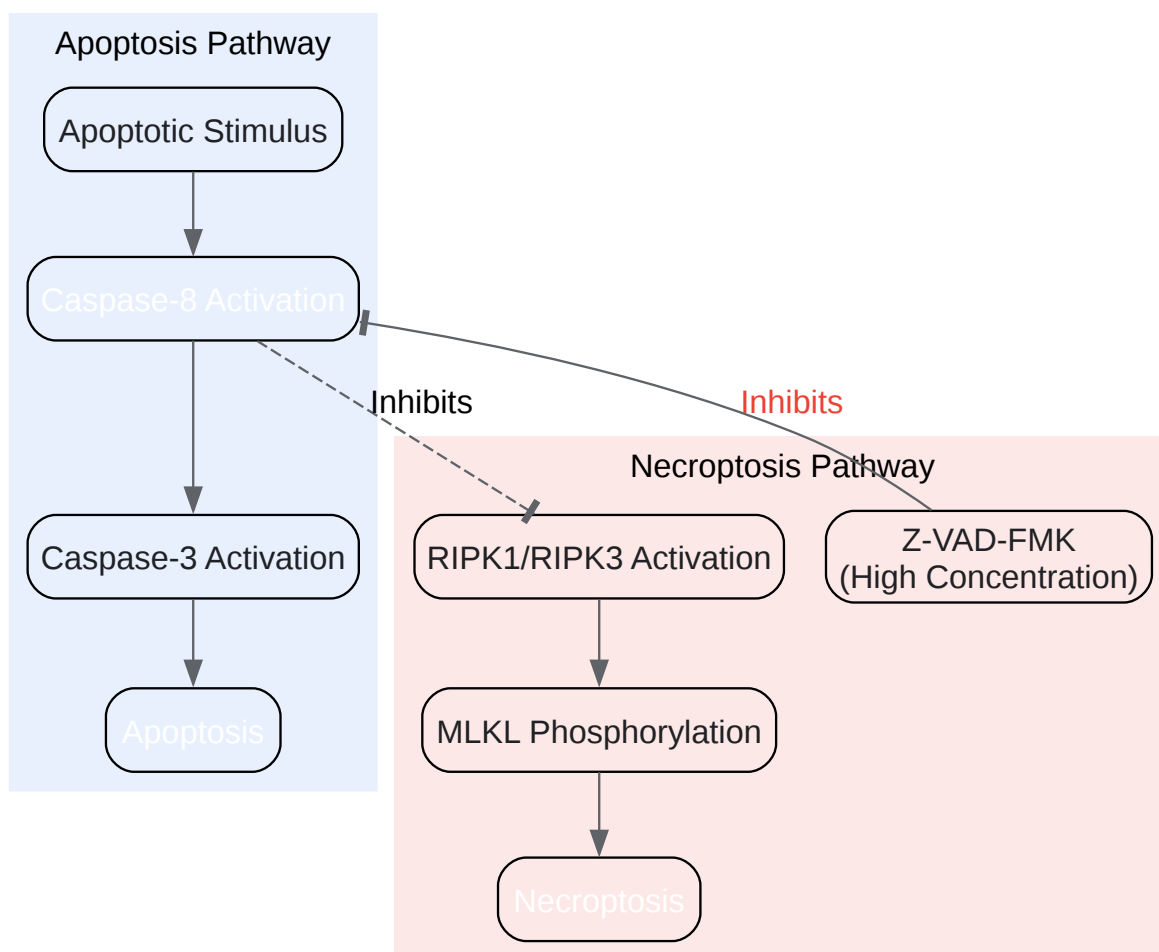 Apoptosis Pathway
Apoptotic Stimulus
Caspase-8 Activation
Inhibits
Inhibits
Necroptosis Pathway
Caspase-3 Activation
RIPK1/RIPK3 Activation
Z-VAD-FMK
(High Concentration)
Apoptosis
MLKL Phosphorylation
Necroptosis